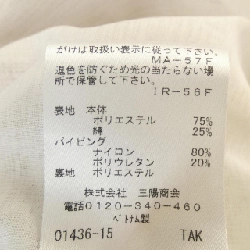 がけは取扱い表示に従って下さい。
MA-57F
退色を防ぐため光の当たらない場
所で保管して下さい。
IR-58F
表地 本体
ポリエステル 75%
綿 25%
パイピング
ナイロン 80%
ポリウレタン 20%
裏地 ポリエステル
株式会社 三陽商会
電話0120-340-460
ベトナム製
01436-15 TAK